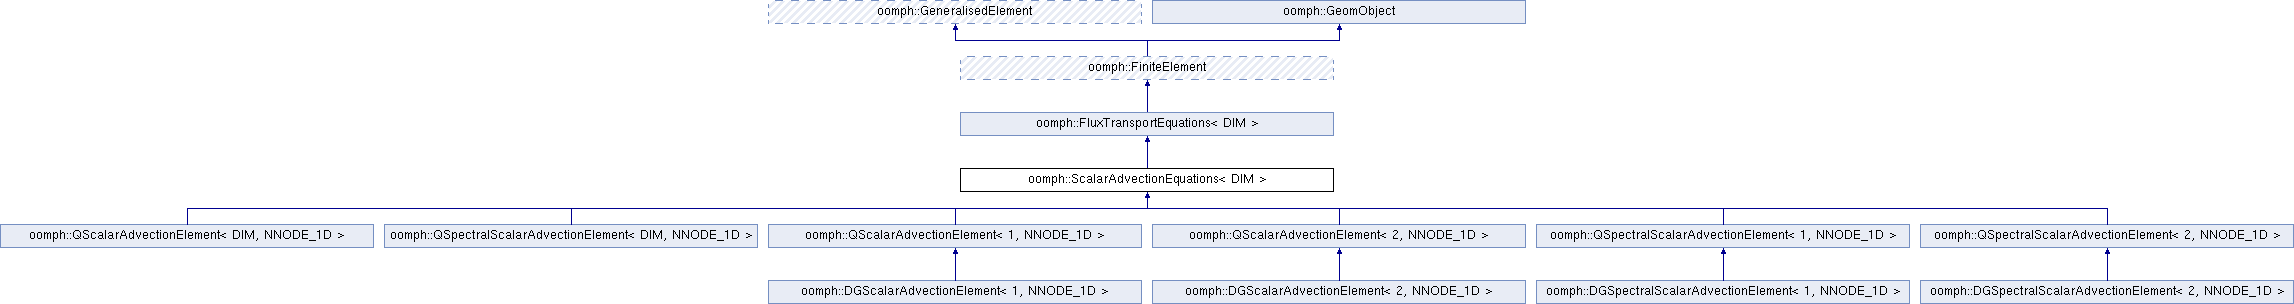 oomph::GeneralisedElement
oomph::GeomObject
oomph::FiniteElement
oomph::FluxTransportEquations< DIM >
oomph::ScalarAdvectionEquations< DIM >
oomph::QScalarAdvectionElement< DIM, NNODE_1D >
oomph::QSpectralScalarAdvectionElement< DIM, NNODE_1D >
oomph::QScalarAdvectionElement< 1, NNODE_1D >
oomph::QScalarAdvectionElement< 2, NNODE_1D >
oomph::QSpectralScalarAdvectionElement< 1, NNODE_1D >
oomph::QSpectralScalarAdvectionElement< 2, NNODE_1D >
oomph::DGScalarAdvectionElement< 1, NNODE_1D >
oomph::DGScalarAdvectionElement< 2, NNODE_1D >
oomph::DGSpectralScalarAdvectionElement< 1, NNODE_1D >
oomph::DGSpectralScalarAdvectionElement< 2, NNODE_1D >